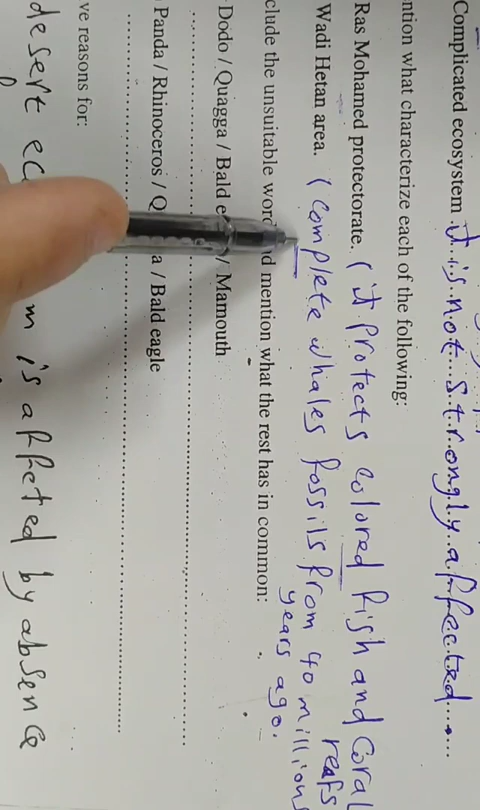 Complicated ecosystem It is not strongly affected
ntion what characterize each of the following:
Ras Mohamed protectorate. (It protects colored fish and Coral
reafs
Wadi Hetan area. (complete whales fossils from 40 millions
years ago.
clude the unsuitable word nd mention what the rest has in common:
Dodo / Quagga / Bald e / Mamouth
Panda / Rhinoceros / Q a / Bald eagle
ve reasons for:
desert ec m is affeted by absence